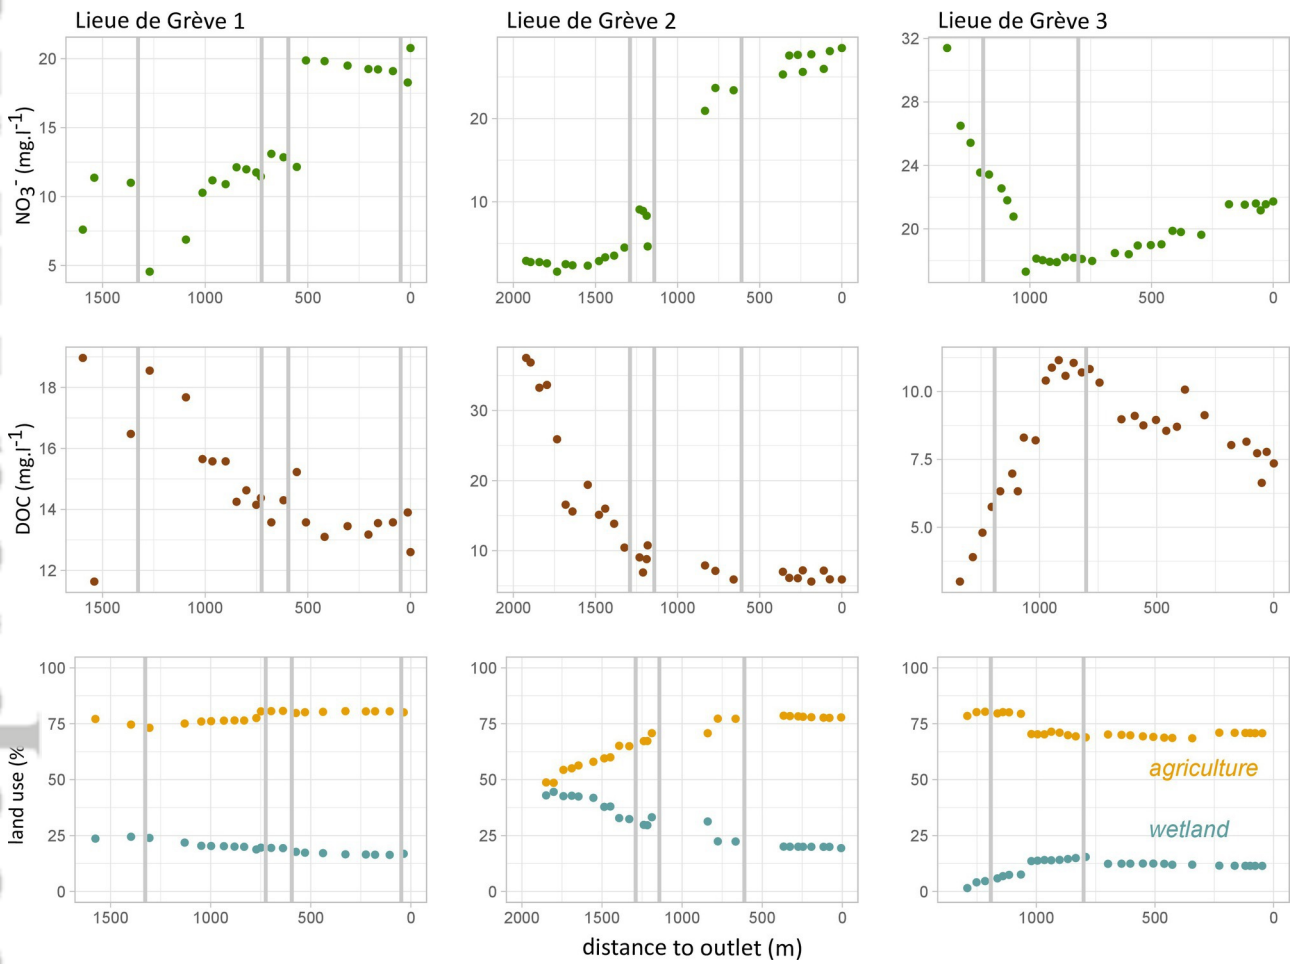 Lieue de Grève 1
Lieue de Grève 2
Lieue de Grève 3
NO3⁻ (mg.l⁻¹)
20
15
10
5
1500 1000 500 0
20
10
2000 1500 1000 500 0
32
28
24
20
1000 500 0
DOC (mg.l⁻¹)
18
16
14
12
1500 1000 500 0
30
20
10
2000 1500 1000 500 0
10.0
7.5
5.0
1000 500 0
land use (%
100
75
50
25
0
1500 1000 500 0
100
75
50
25
0
2000 1500 1000 500 0
100
75
50
25
0
agriculture
wetland
1000 500 0
distance to outlet (m)